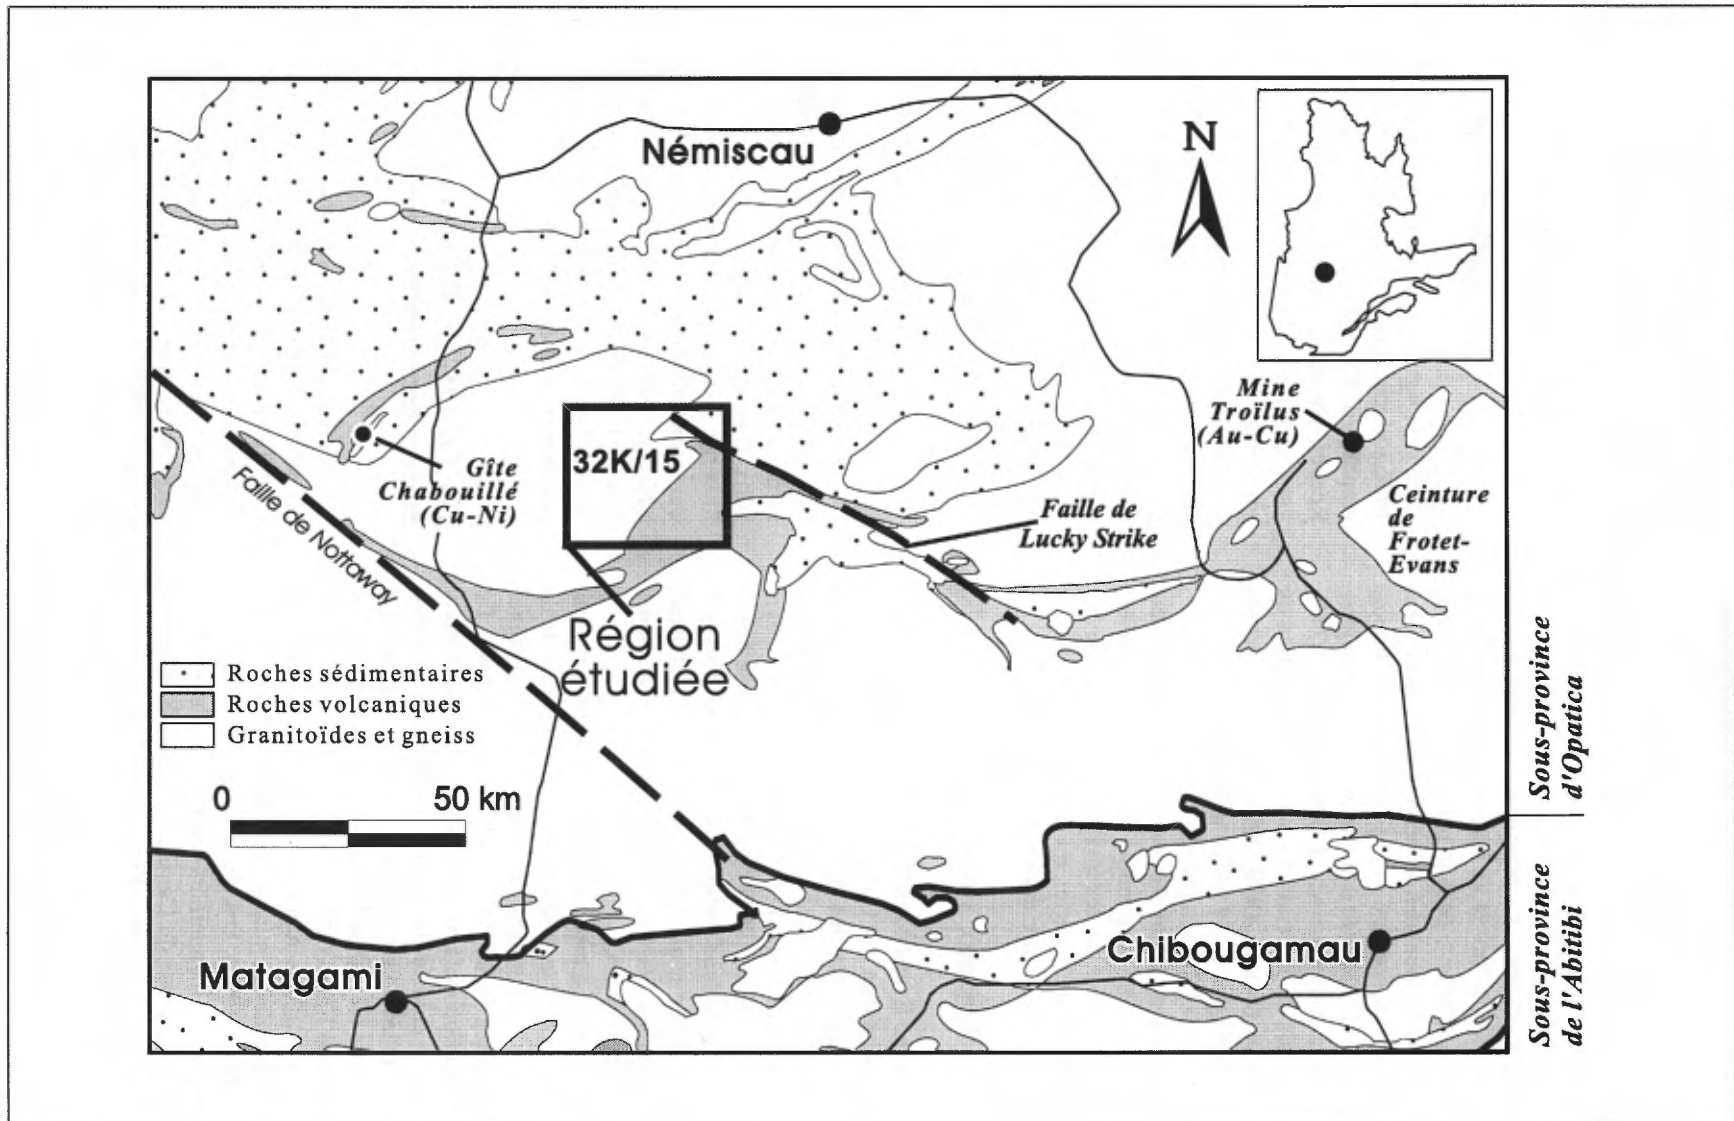 Némiscau
N
Mine
Troïlus
(Au-Cu)
Gîte
Chabouillé
(Cu-Ni)
32K/15
Faille de Nottaway
Faille de
Lucky Strike
Ceinture
de
Frotet-
Evans
Région
étudiée
Roches sédimentaires
Roches volcaniques
Granitoïdes et gneiss
0 50 km
Sous-province
d'Opatica
Matagami
Chibougamau
Sous-province
de l'Abitibi